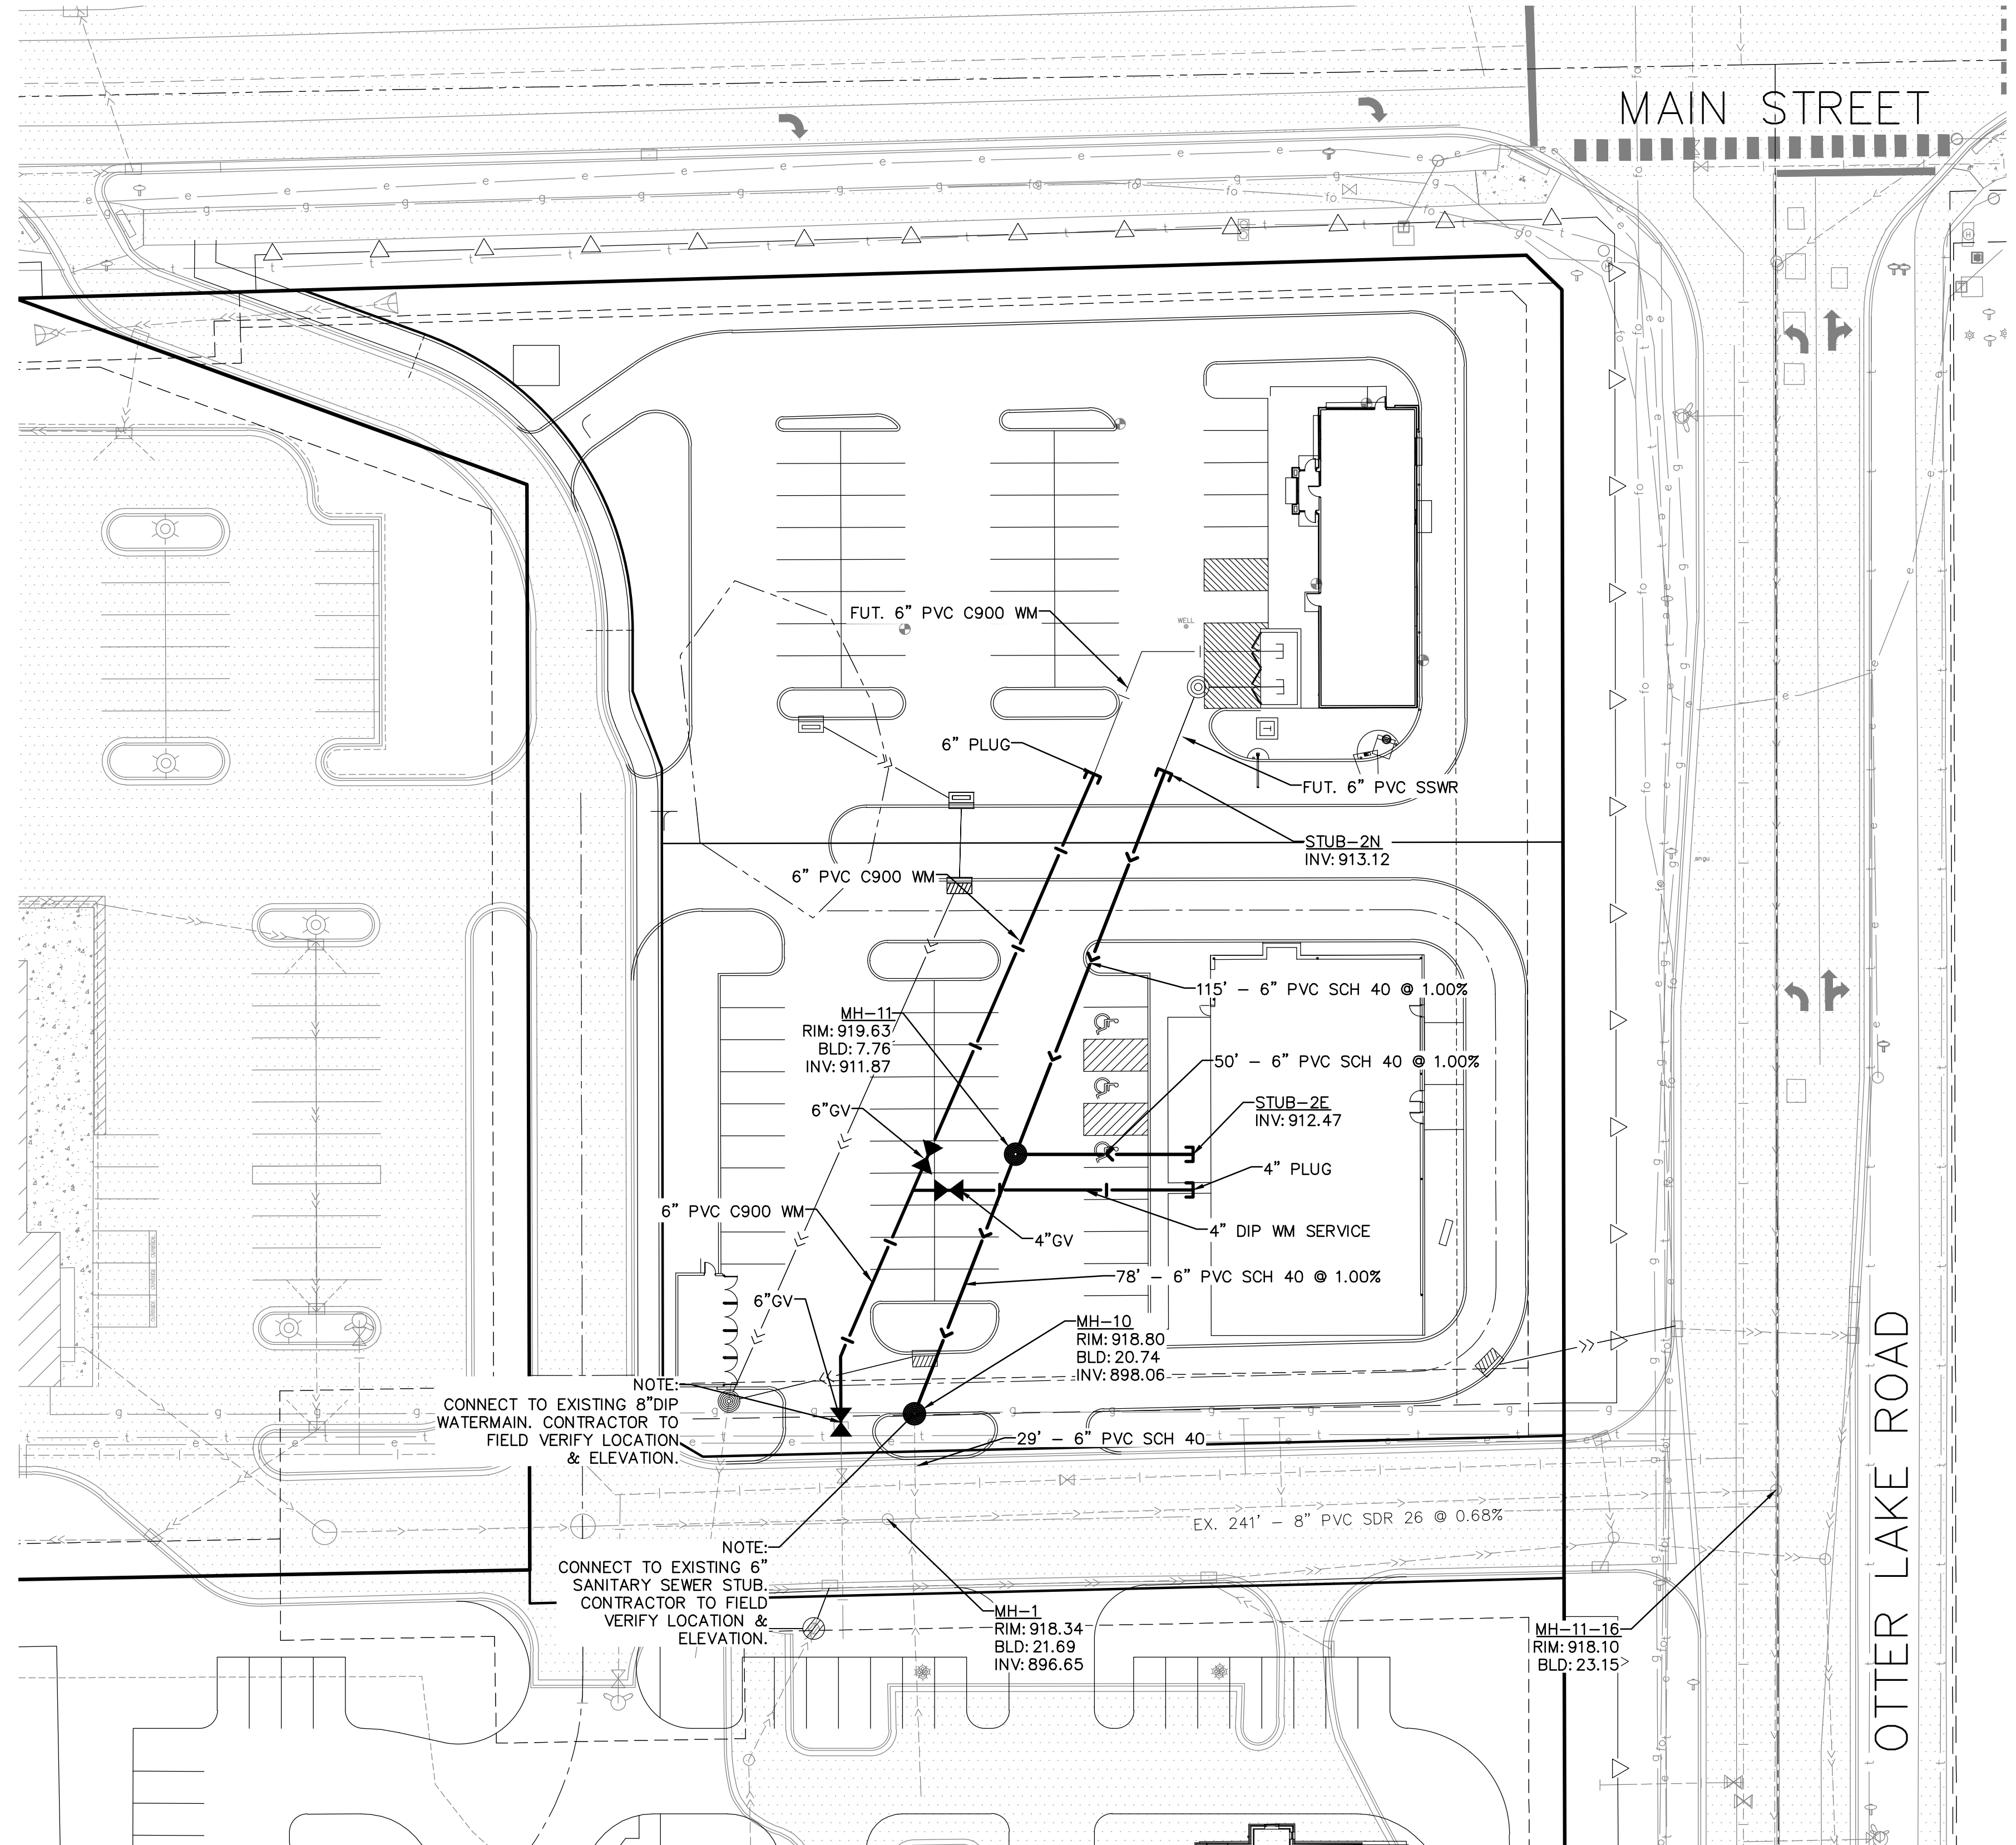 MAIN STREET
WELL
FUT. 6" PVC C900 WM
6" PLUG
FUT. 6" PVC SSWR
STUB-2N
INV: 913.12
6" PVC C900 WM
115' - 6" PVC SCH 40 @ 1.00%
MH-11
RIM: 919.63
BLD: 7.76
INV: 911.87
50' - 6" PVC SCH 40 @ 1.00%
6"GV
STUB-2E
INV: 912.47
4" PLUG
6" PVC C900 WM
4" DIP WM SERVICE
4"GV
78' - 6" PVC SCH 40 @ 1.00%
6"GV
MH-10
RIM: 918.80
BLD: 20.74
INV: 898.06
NOTE:
CONNECT TO EXISTING 8"DIP
WATERMAIN. CONTRACTOR TO
FIELD VERIFY LOCATION
& ELEVATION.
29' - 6" PVC SCH 40
EX. 241' - 8" PVC SDR 26 @ 0.68%
NOTE:
CONNECT TO EXISTING 6"
SANITARY SEWER STUB.
CONTRACTOR TO FIELD
VERIFY LOCATION &
ELEVATION.
MH-1
RIM: 918.34
BLD: 21.69
INV: 896.65
MH-11-16
RIM: 918.10
BLD: 23.15
OTTER LAKE ROAD